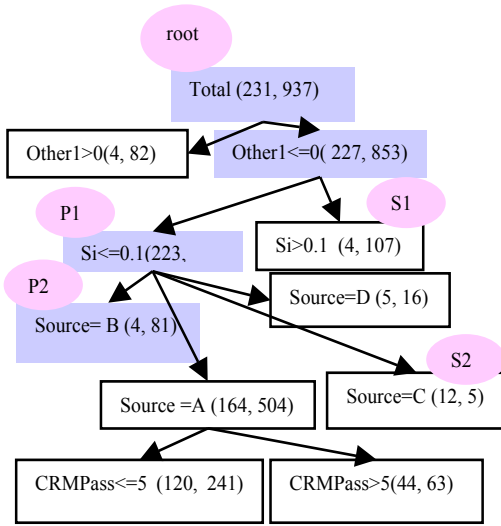 root
Total (231, 937)
Other1>0(4, 82)
Other1<=0( 227, 853)
P1
S1
Si<=0.1(223,
Si>0.1  (4, 107)
P2
Source=D (5, 16)
Source= B (4, 81)
S2
Source =A (164, 504)
Source=C (12, 5)
CRMPass<=5  (120,  241)
CRMPass>5(44, 63)